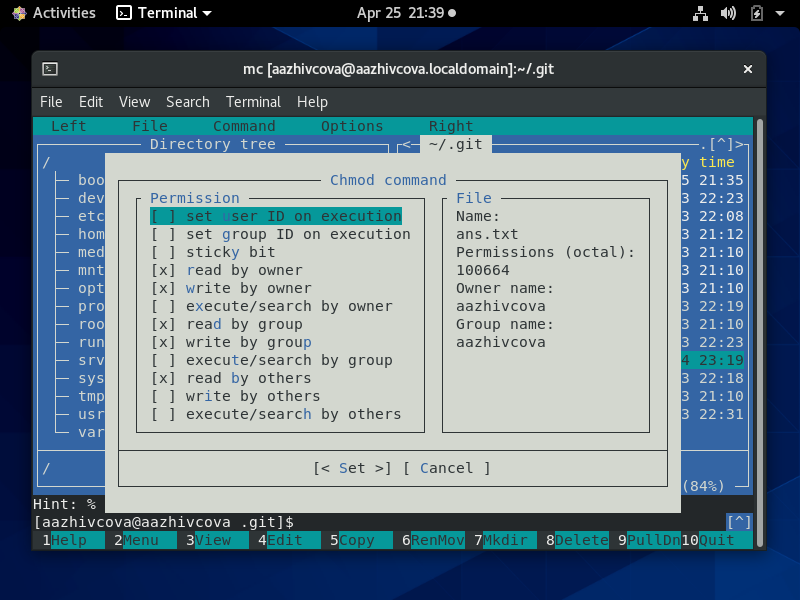 Activities Terminal Apr 25 21:39
mc [aazhivcova@aazhivcova.localdomain]:~/.git
File Edit View Search Terminal Help
Left File Command Options Right
Directory tree <─ ~/.git .[^]>
/ y time
Chmod command
boo 5 21:35
Permission File
dev 3 22:23
[ ] set user ID on execution Name:
etc 3 22:08
[ ] set group ID on execution ans.txt
hom 3 21:12
[ ] sticky bit Permissions (octal):
med 3 21:10
[x] read by owner 100664
mnt 3 21:10
[x] write by owner Owner name:
opt 3 21:10
[ ] execute/search by owner aazhivcova
pro 3 22:19
[x] read by group Group name:
roo 3 21:10
[x] write by group aazhivcova
run 3 22:23
[ ] execute/search by group
srv 4 23:19
[x] read by others
sys 3 22:18
[ ] write by others
tmp 3 21:10
[ ] execute/search by others
usr 3 22:31
var
/ [< Set >] [ Cancel ]
(84%)
Hint: %
[aazhivcova@aazhivcova .git]$ [^]
1Help 2Menu 3View 4Edit 5Copy 6RenMov 7Mkdir 8Delete 9PullDn 10Quit